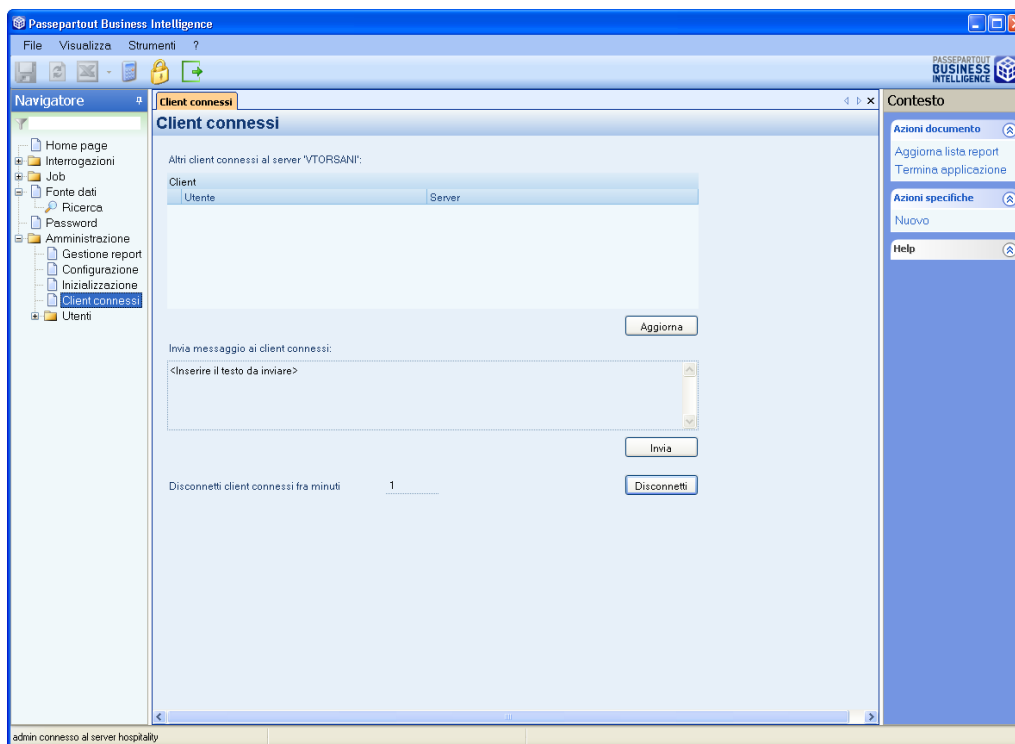 Passepartout Business Intelligence
File Visualizza Strumenti ?
PASSEPARTOUT
BUSINESS
INTELLIGENCE
Navigatore
Home page
Interrogazioni
Job
Fonte dati
Ricerca
Password
Amministrazione
Gestione report
Configurazione
Inizializzazione
Client connessi
Utenti
Client connessi
Client connessi
Altri client connessi al server 'VTORSANI':
Client
Utente Server
Aggiorna
Invia messaggio ai client connessi:
<Inserire il testo da inviare>
Invia
Disconnetti client connessi fra minuti 1 Disconnetti
Contesto
Azioni documento
Aggiorna lista report
Termina applicazione
Azioni specifiche
Nuovo
Help
admin connesso al server hospitality